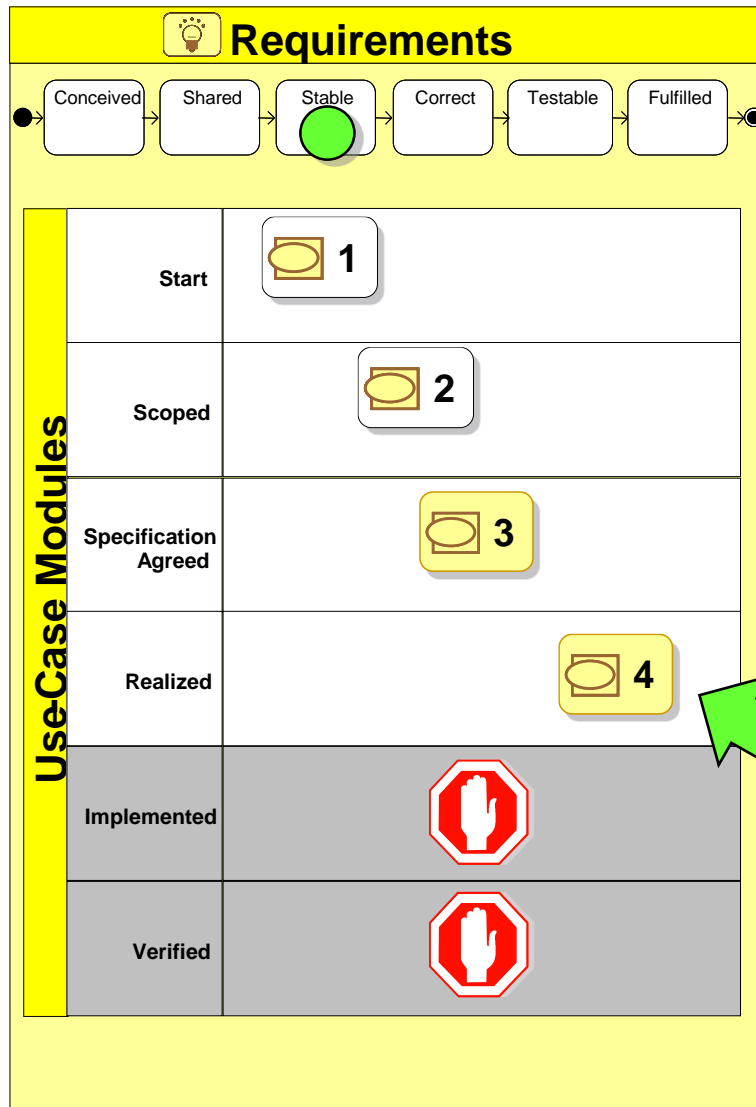 Requirements
Conceived
Shared
Stable
Correct
Testable
Fulfilled
Use-Case Modules
Start
1
Scoped
2
Specification
Agreed
3
Realized
4
Implemented
Verified